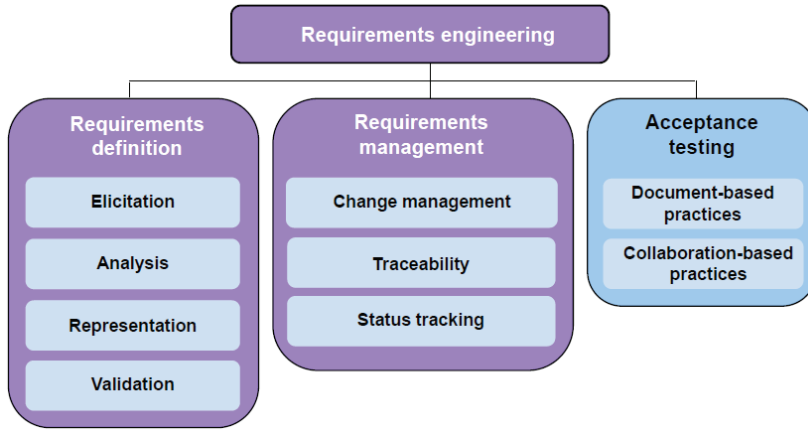 Requirements engineering
Requirements
definition
Elicitation
Analysis
Representation
Validation
Requirements
management
Change management
Traceability
Status tracking
Acceptance
testing
Document-based
practices
Collaboration-based
practices